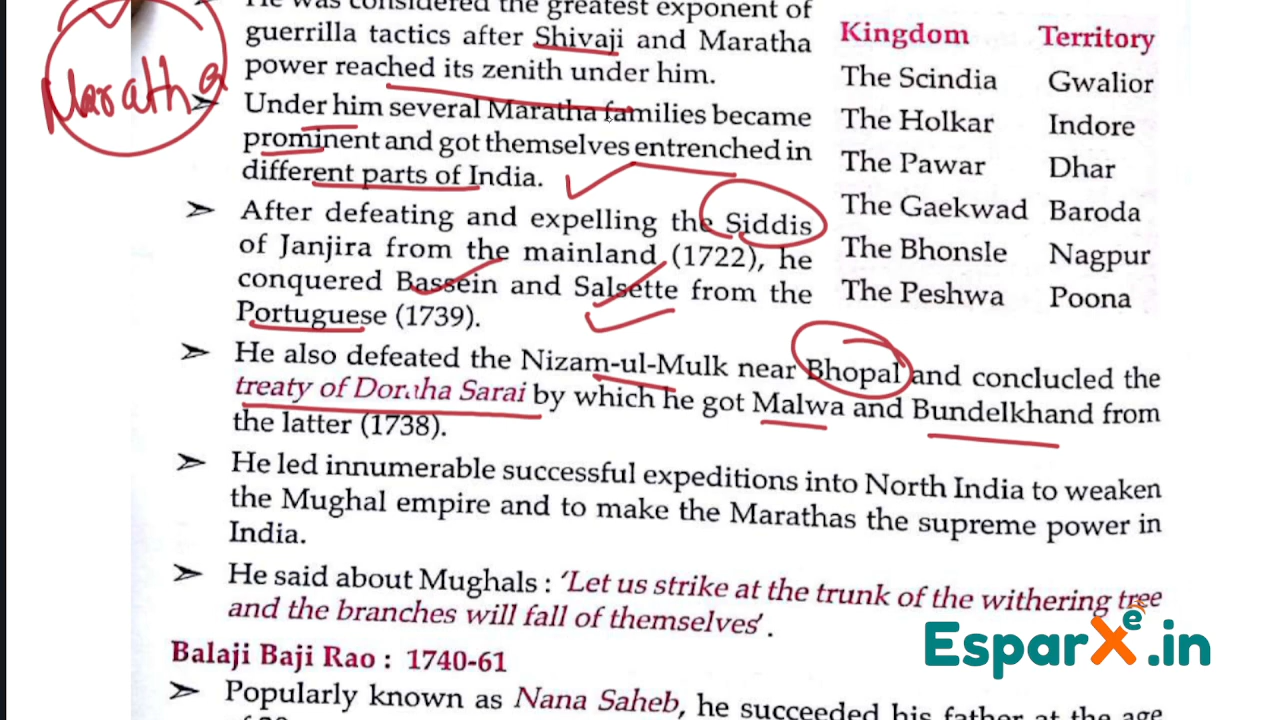 He was considered the greatest exponent of
guerrilla tactics after Shivaji and Maratha
power reached its zenith under him.
Maratha
Under him several Maratha families became
prominent and got themselves entrenched in
different parts of India.
After defeating and expelling the Siddis
of Janjira from the mainland (1722), he
conquered Bassein and Salsette from the
Portuguese (1739).
Kingdom Territory
The Scindia Gwalior
The Holkar Indore
The Pawar Dhar
The Gaekwad Baroda
The Bhonsle Nagpur
The Peshwa Poona
He also defeated the Nizam-ul-Mulk near Bhopal and conclucled the
treaty of Doraha Sarai by which he got Malwa and Bundelkhand from
the latter (1738).
He led innumerable successful expeditions into North India to weaken
the Mughal empire and to make the Marathas the supreme power in
India.
He said about Mughals : 'Let us strike at the trunk of the withering tree
and the branches will fall of themselves'.
EsparXe.in
Balaji Baji Rao : 1740-61
Popularly known as Nana Saheb, he succeeded his father at the age